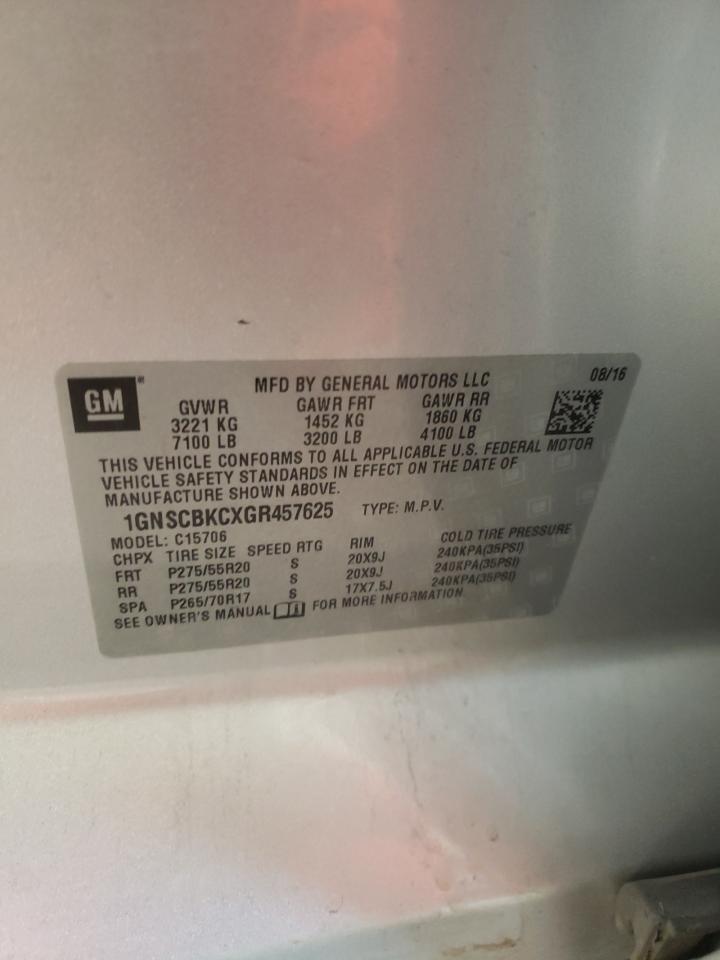 GM
MFD BY GENERAL MOTORS LLC 08/16
GVWR GAWR FRT GAWR RR
3221 KG 1452 KG 1860 KG
7100 LB 3200 LB 4100 LB
THIS VEHICLE CONFORMS TO ALL APPLICABLE U.S. FEDERAL MOTOR
VEHICLE SAFETY STANDARDS IN EFFECT ON THE DATE OF
MANUFACTURE SHOWN ABOVE.
1GNSCBKCXGR457625 TYPE: M.P.V.
MODEL: C15706
CHPX TIRE SIZE SPEED RTG RIM COLD TIRE PRESSURE
FRT P275/55R20 S 20X9J 240KPA(35PSI)
RR P275/55R20 S 20X9J 240KPA(35PSI)
SPA P265/70R17 S 17X7.5J 240KPA(35PSI)
SEE OWNER'S MANUAL FOR MORE INFORMATION